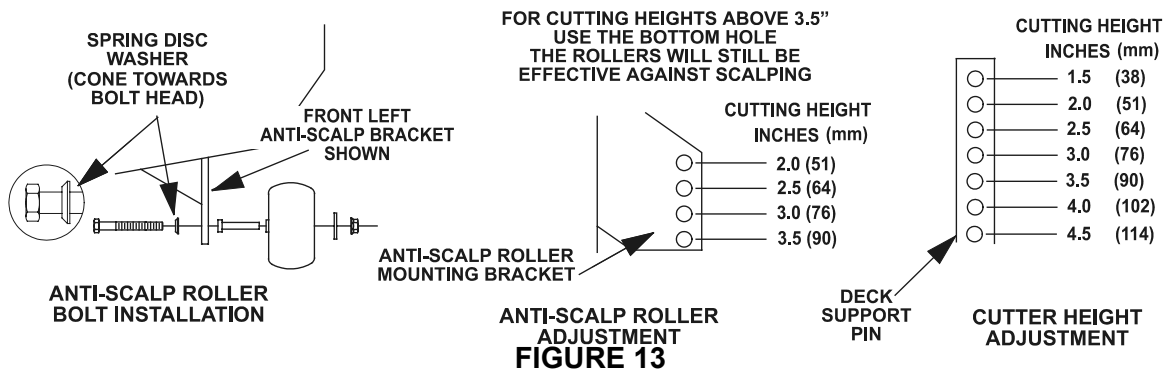 SPRING DISC
WASHER
(CONE TOWARDS
BOLT HEAD)
FRONT LEFT
ANTI-SCALP BRACKET
SHOWN
ANTI-SCALP ROLLER
BOLT INSTALLATION
FOR CUTTING HEIGHTS ABOVE 3.5”
USE THE BOTTOM HOLE
THE ROLLERS WILL STILL BE
EFFECTIVE AGAINST SCALPING
CUTTING HEIGHT
INCHES (mm)
2.0 (51)
2.5 (64)
3.0 (76)
3.5 (90)
ANTI-SCALP ROLLER
MOUNTING BRACKET
ANTI-SCALP ROLLER
ADJUSTMENT
CUTTING HEIGHT
INCHES (mm)
1.5 (38)
2.0 (51)
2.5 (64)
3.0 (76)
3.5 (90)
4.0 (102)
4.5 (114)
DECK
SUPPORT
PIN
CUTTER HEIGHT
ADJUSTMENT
FIGURE 13